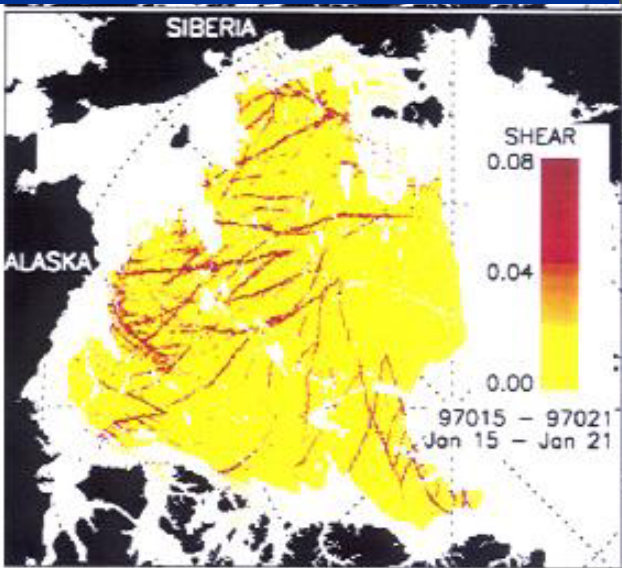 SIBERIA
SHEAR
0.08
ALASKA
0.04
0.00
97015 - 97021
Jan 15 - Jan 21